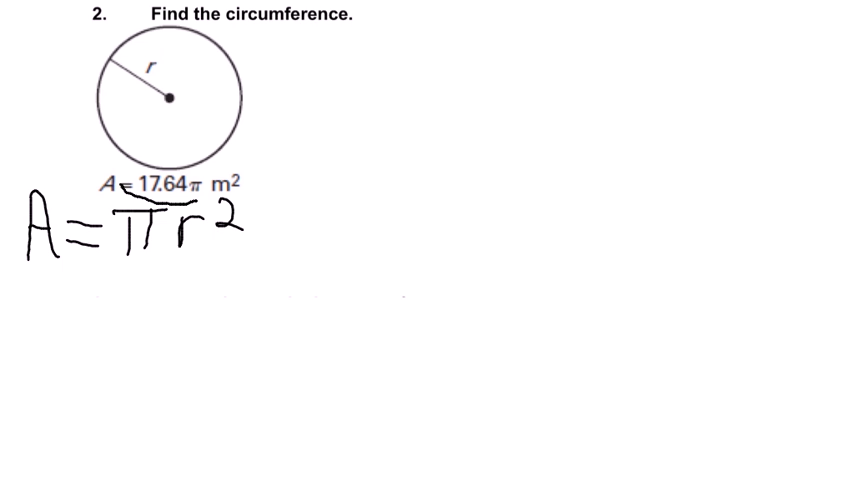 2. Find the circumference.
r
A = 17.64π m²
A = πr²